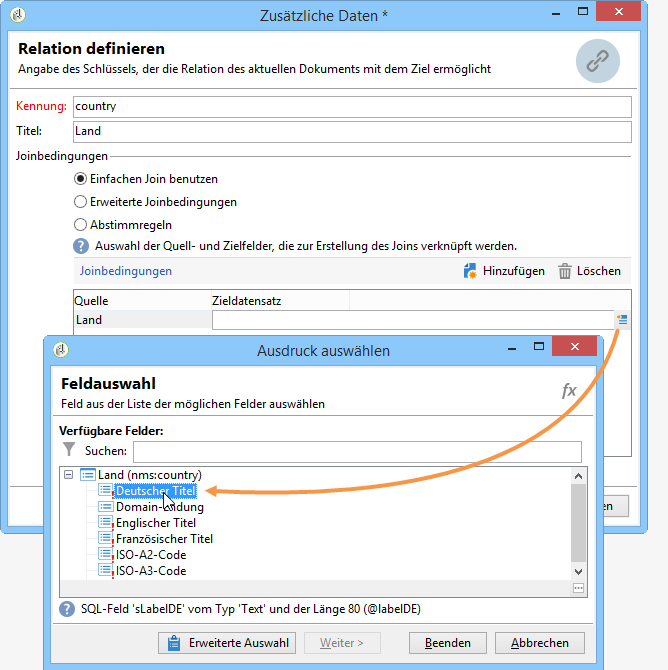 Zusätzliche Daten *
Relation definieren
Angabe des Schlüssels, der die Relation des aktuellen Dokuments mit dem Ziel ermöglicht
Kennung: country
Titel: Land
Joinbedingungen
Einfachen Join benutzen
Erweiterte Joinbedingungen
Abstimmregeln
Auswahl der Quell- und Zielfelder, die zur Erstellung des Joins verknüpft werden.
Joinbedingungen Hinzufügen Löschen
Quelle Zieldatensatz
Land
Ausdruck auswählen
Feldauswahl
Feld aus der Liste der möglichen Felder auswählen
fx
Verfügbare Felder:
Suchen:
Land (nms:country)
Deutscher Titel
Englischer Titel
Französischer Titel
ISO-A2-Code
ISO-A3-Code
SQL-Feld 'sLabelDE' vom Typ 'Text' und der Länge 80 (@labelDE)
Erweiterte Auswahl Weiter > Beenden Abbrechen